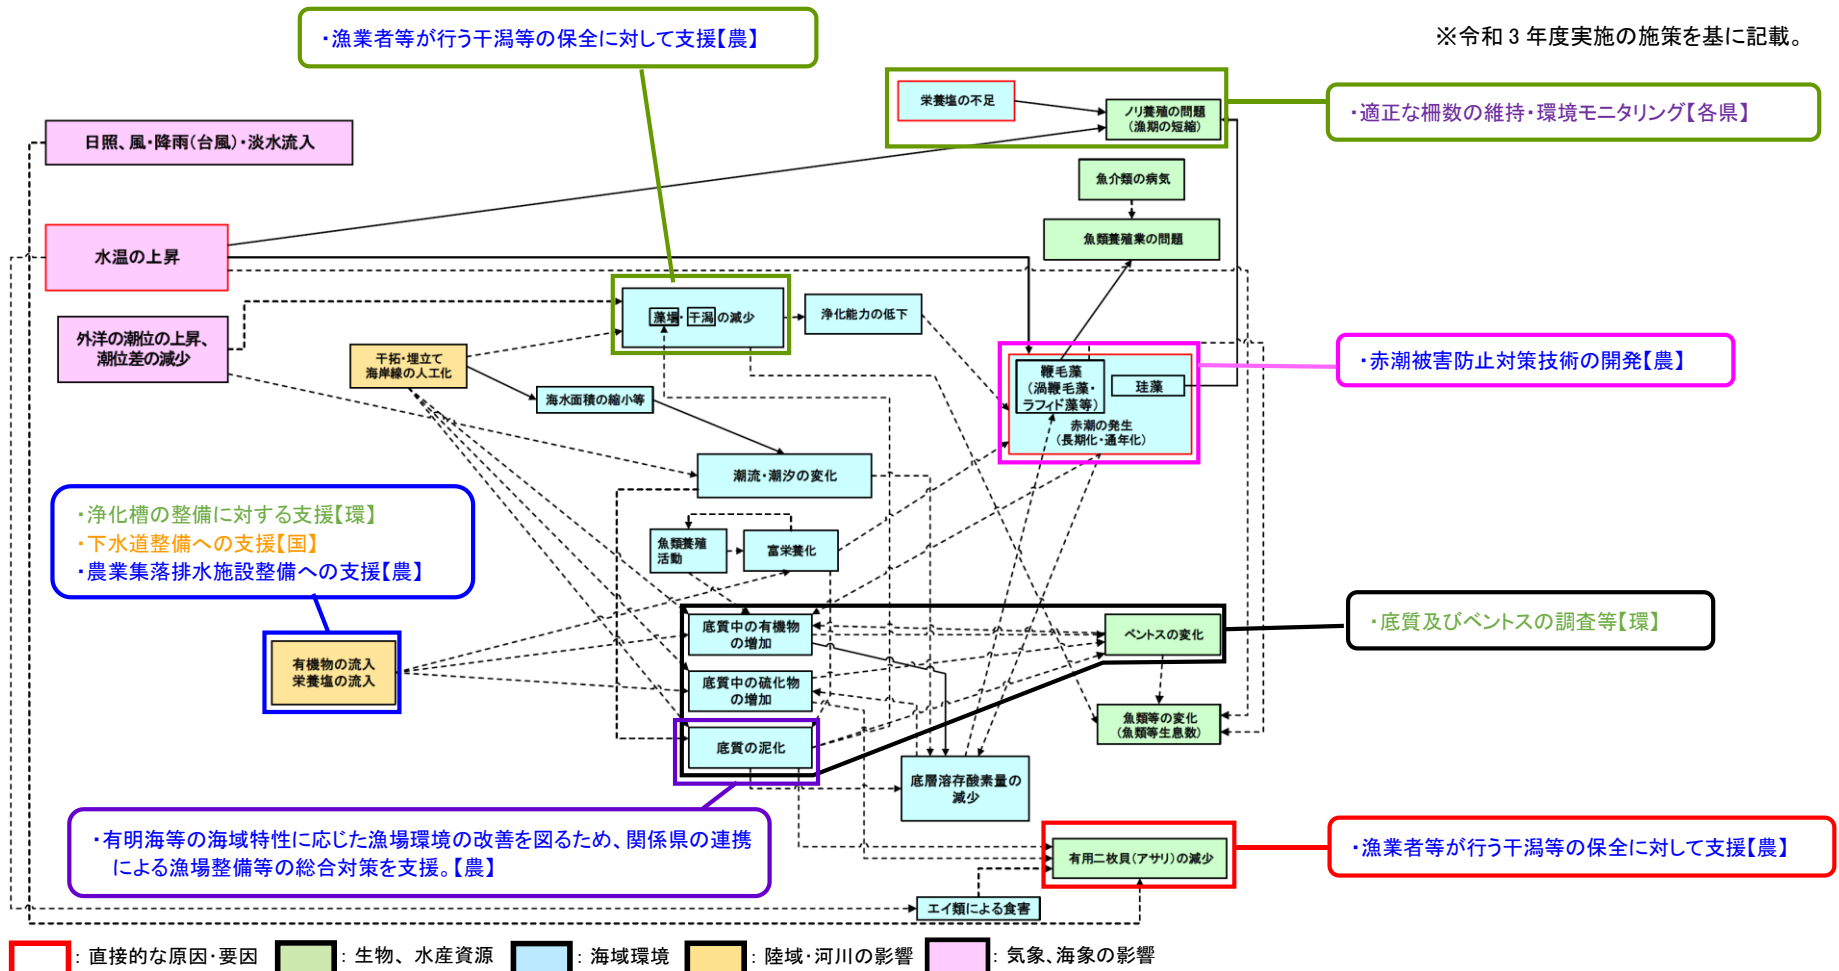 ・漁業者等が行う干潟等の保全に対して支援【農】
※令和３年度実施の施策を基に記載。
栄養塩の不足
ノリ養殖の問題
（漁期の短縮）
・適正な柵数の維持・環境モニタリング【各県】
日照、風・降雨（台風）・淡水流入
魚介類の病気
魚類養殖業の問題
水温の上昇
藻場・干潟の減少
浄化能力の低下
外洋の潮位の上昇、
潮位差の減少
干拓・埋立て
海岸線の人工化
海水面積の縮小等
鞭毛藻
（渦鞭毛藻・
ラフィド藻等）
珪藻
赤潮の発生
（長期化・通年化）
・赤潮被害防止対策技術の開発【農】
潮流・潮汐の変化
・浄化槽の整備に対する支援【環】
・下水道整備への支援【国】
・農業集落排水施設整備への支援【農】
魚類養殖
活動
富栄養化
底質中の有機物
の増加
ベントスの変化
・底質及びベントスの調査等【環】
有機物の流入
栄養塩の流入
底質中の硫化物
の増加
魚類等の変化
（魚類等生息数）
底質の泥化
底層溶存酸素量の
減少
・有明海等の海域特性に応じた漁場環境の改善を図るため、関係県の連携
による漁場整備等の総合対策を支援。【農】
有用二枚貝（アサリ）の減少
・漁業者等が行う干潟等の保全に対して支援【農】
エイ類による食害
：直接的な原因・要因
：生物、水産資源
：海域環境
：陸域・河川の影響
：気象、海象の影響